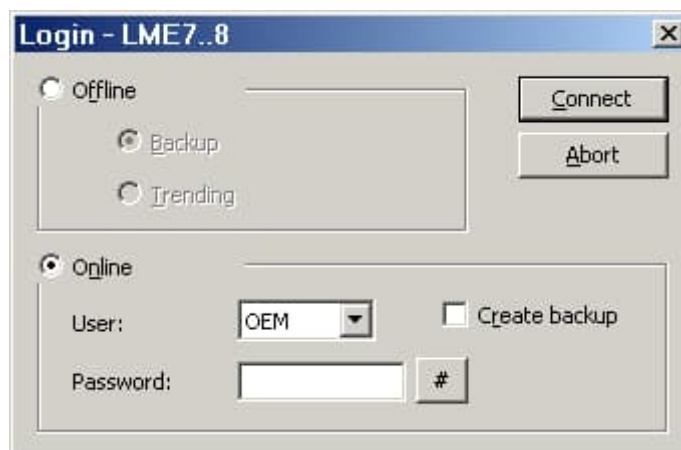 Login - LME7..8
Offline
Connect
Backup
Abort
Trending
Online
User: OEM Create backup
Password: #